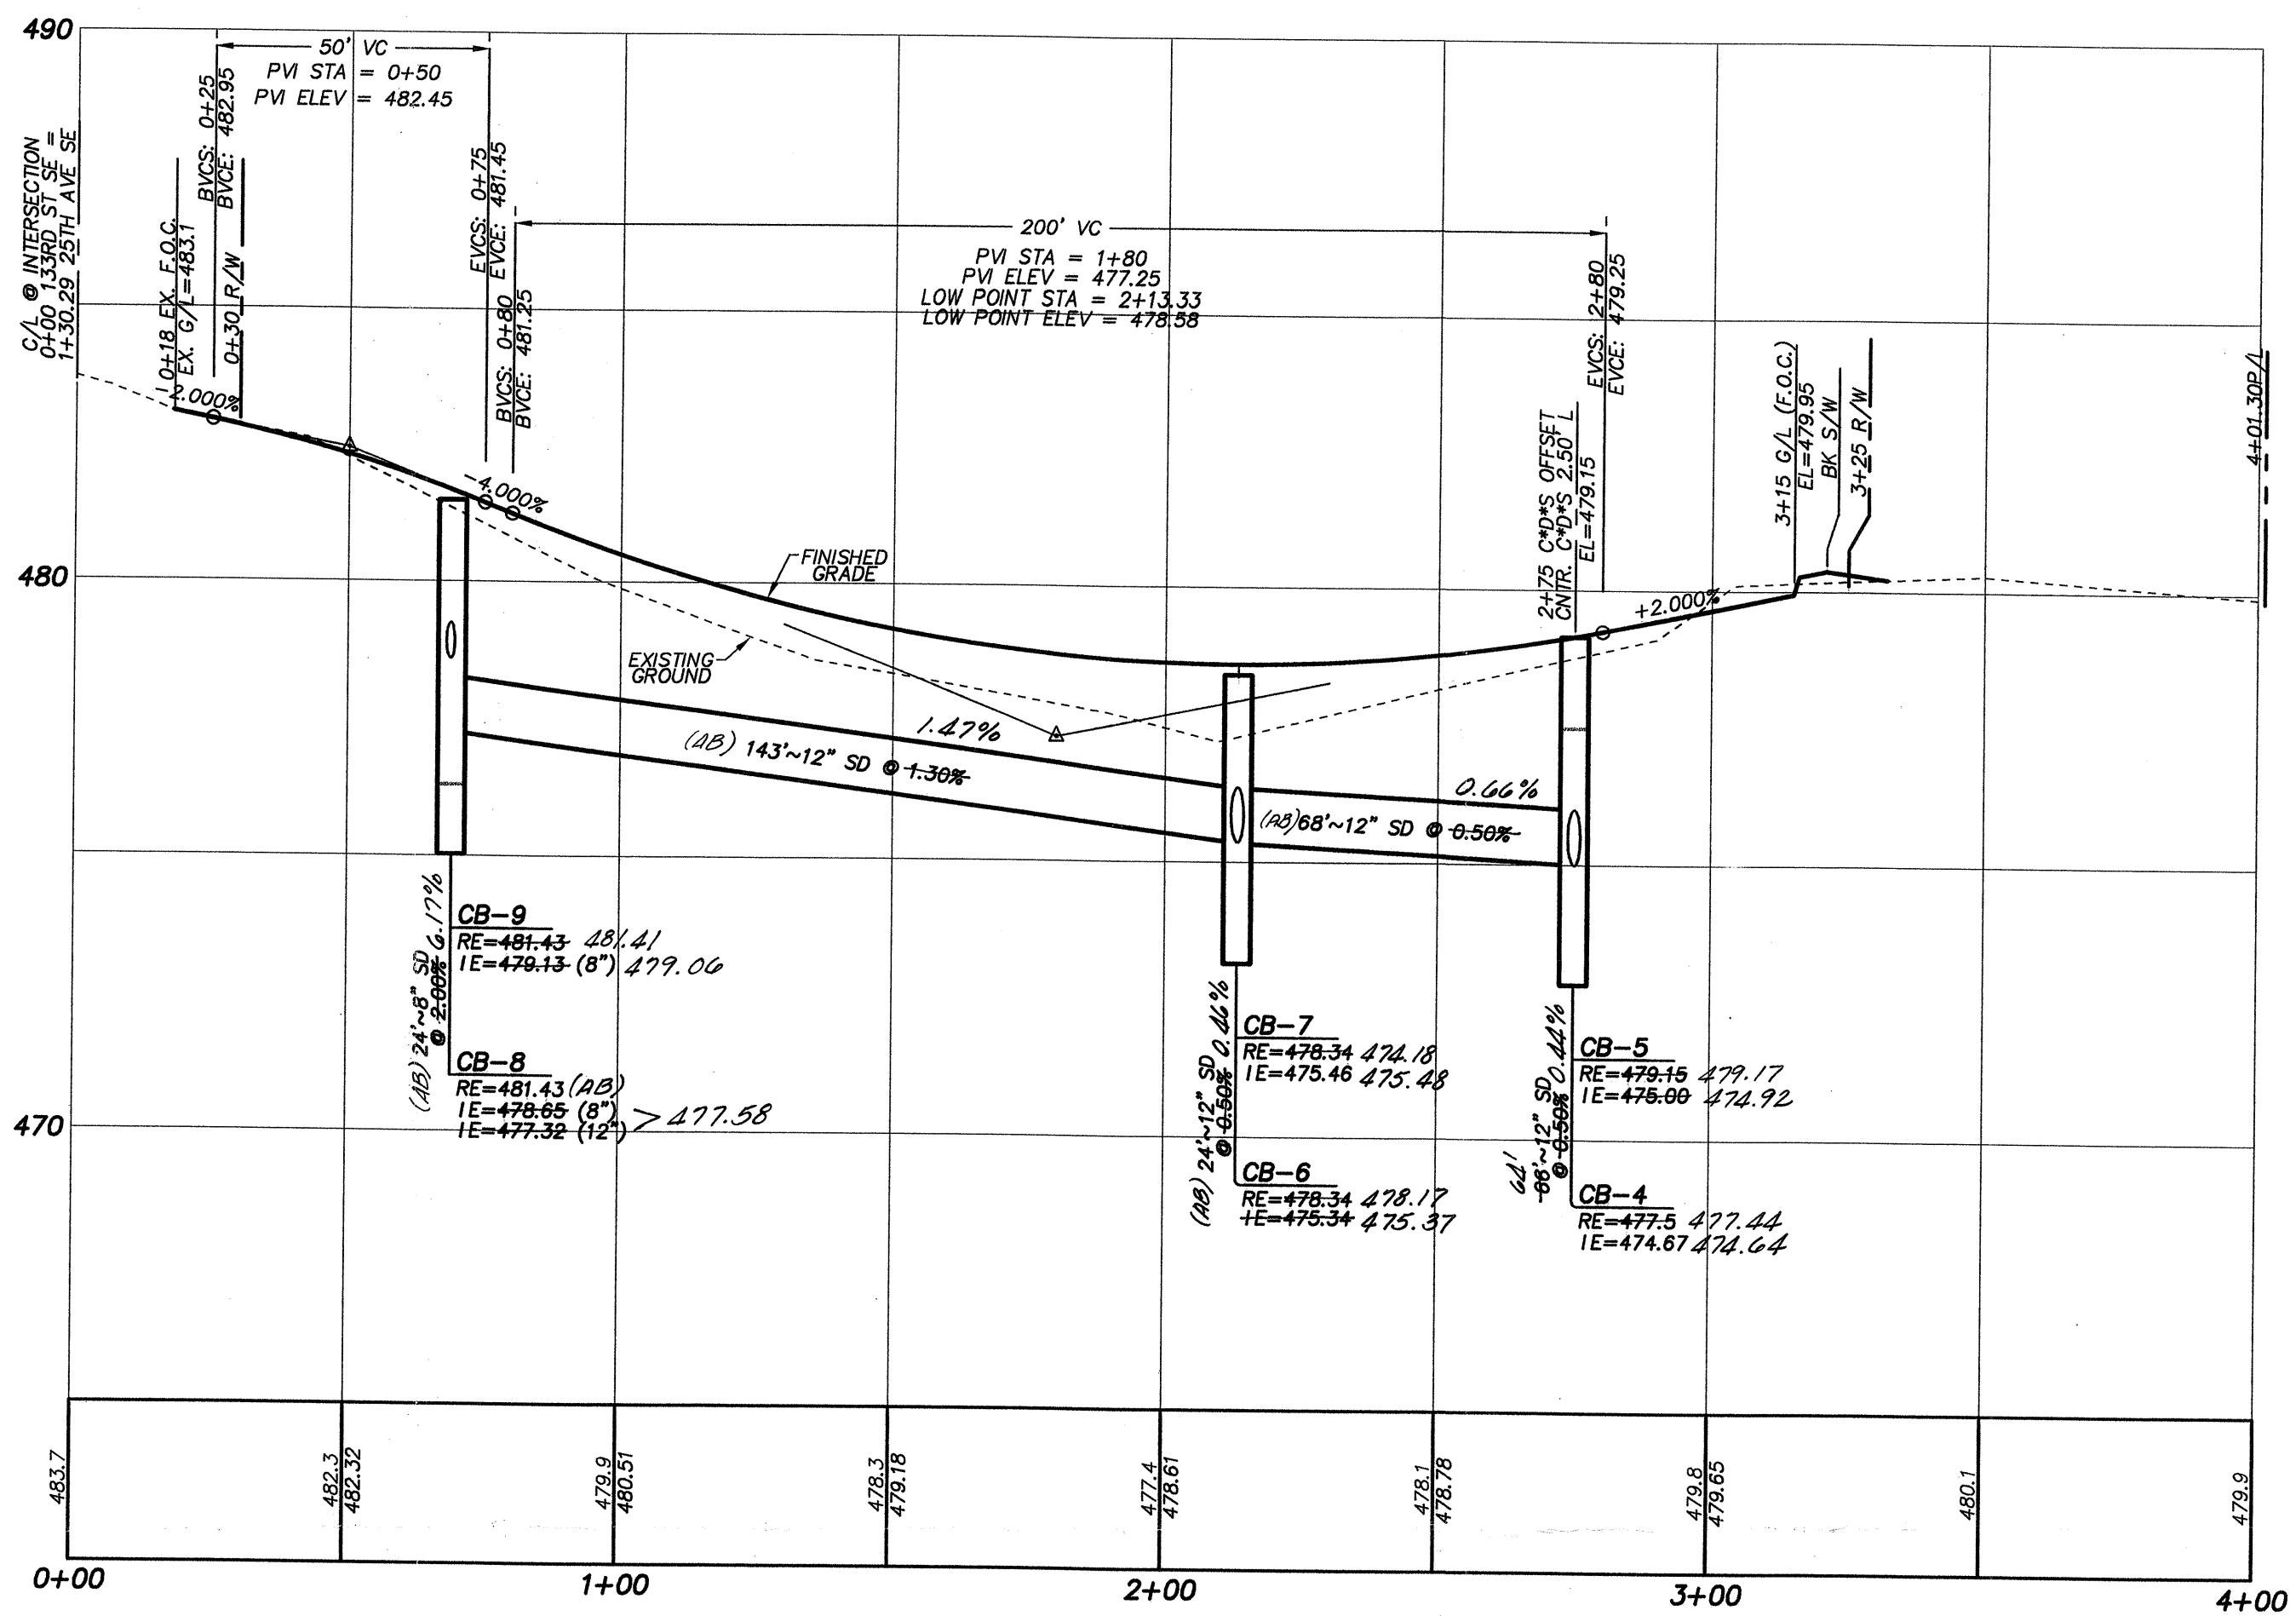 490
50' VC
PVI STA = 0+50
PVI ELEV = 482.45
C/L @ INTERSECTION
0+00 133RD ST SE =
1+30.29 25TH AVE SE
0+18 EX. F.O.C.
EX. G/L=483.1
BVCS: 0+25
BVCE: 482.95
0+30 R/W
-2.000%
EVCS: 0+75
EVCE: 481.45
BVCS: 0+80
BVCE: 481.25
-4.000%
200' VC
PVI STA = 1+80
PVI ELEV = 477.25
LOW POINT STA = 2+13.33
LOW POINT ELEV = 478.58
EVCS: 2+80
EVCE: 479.25
2+75 C*D*S OFFSET
CNTR. C*D*S 2.50' L
EL=479.15
+2.000%
3+15 G/L (F.O.C.)
EL=479.95
BK S/W
3+25 R/W
4+01.30P/L
480
FINISHED
GRADE
EXISTING
GROUND
1.47%
(AB) 143'~12" SD @ 1.30%
0.66%
(AB)68'~12" SD @ 0.50%
(AB) 24'~8" SD
@ 2.00% 6.17%
CB-9
RE=481.43 481.41
IE=479.13 (8") 479.06
CB-8
RE=481.43 (AB)
IE=478.65 (8")
IE=477.32 (12") > 477.58
(AB) 24'~12" SD
@ 0.50% 0.46%
CB-7
RE=478.34 474.18
IE=475.46 475.48
CB-6
RE=478.34 478.17
IE=475.34 475.37
64'
68'~12" SD
@ 0.50% 0.44%
CB-5
RE=479.15 479.17
IE=475.00 474.92
CB-4
RE=477.5 477.44
IE=474.67 474.64
470
483.7
482.3
482.32
479.9
480.51
478.3
479.18
477.4
478.61
478.1
478.78
479.8
479.65
480.1
479.9
0+00
1+00
2+00
3+00
4+00